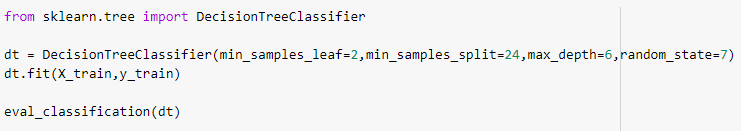 from sklearn.tree import DecisionTreeClassifier
dt = DecisionTreeClassifier(min_samples_leaf=2,min_samples_split=24,max_depth=6,random_state=7)
dt.fit(X_train,y_train)
eval_classification(dt)